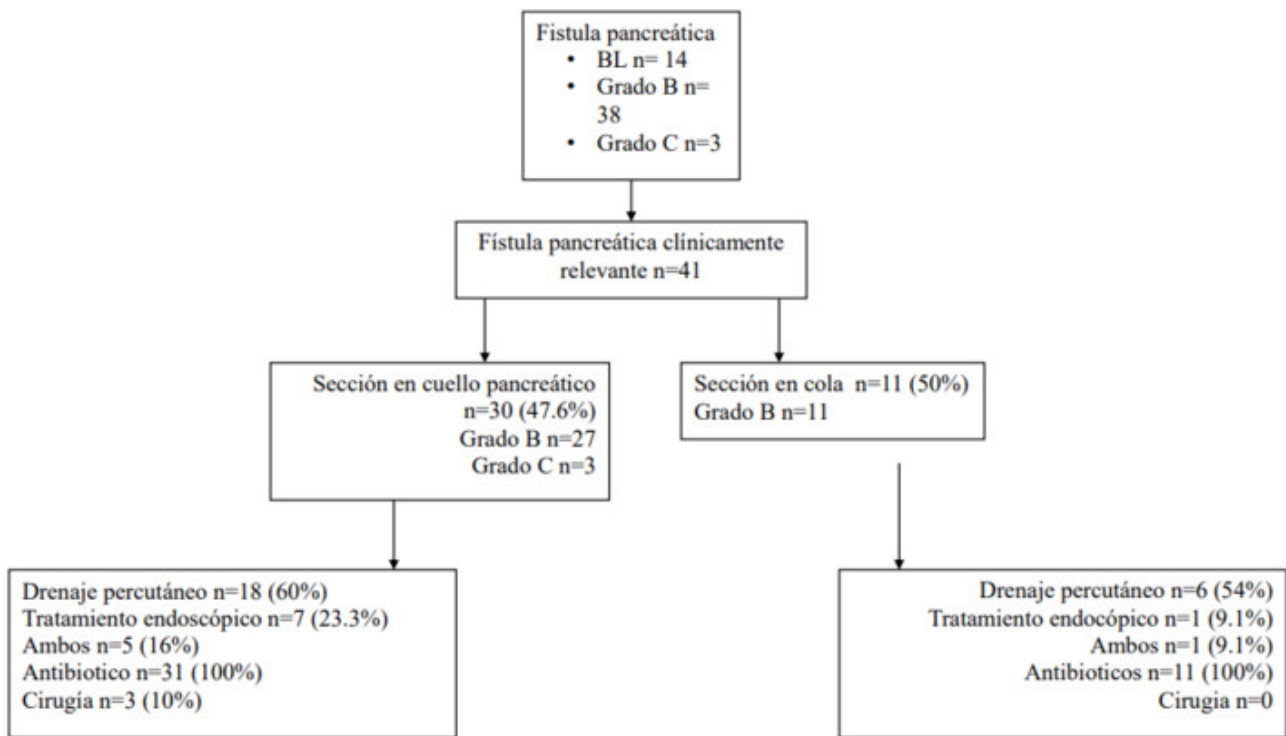 Fistula pancreática
• BL n= 14
• Grado B n=
38
• Grado C n=3
Fístula pancreática clínicamente
relevante n=41
Sección en cuello pancreático
n=30 (47.6%)
Grado B n=27
Grado C n=3
Sección en cola n=11 (50%)
Grado B n=11
Drenaje percutáneo n=18 (60%)
Tratamiento endoscópico n=7 (23.3%)
Ambos n=5 (16%)
Antibiotico n=31 (100%)
Cirugía n=3 (10%)
Drenaje percutáneo n=6 (54%)
Tratamiento endocópico n=1 (9.1%)
Ambos n=1 (9.1%)
Antibioticos n=11 (100%)
Cirugia n=0